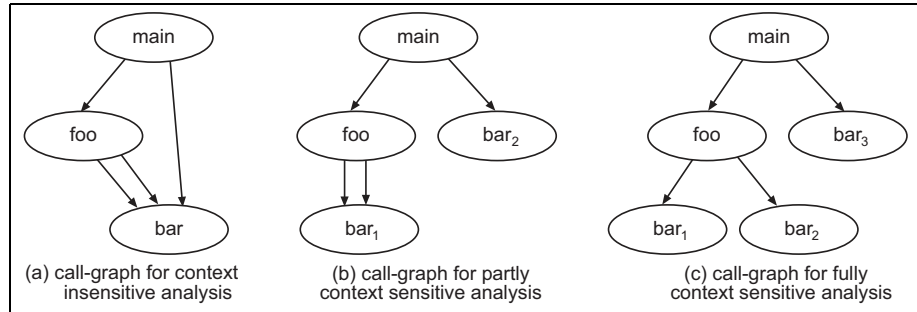 main
foo
bar
(a) call-graph for context
insensitive analysis
main
foo
bar₂
bar₁
(b) call-graph for partly
context sensitive analysis
main
foo
bar₃
bar₁
bar₂
(c) call-graph for fully
context sensitive analysis